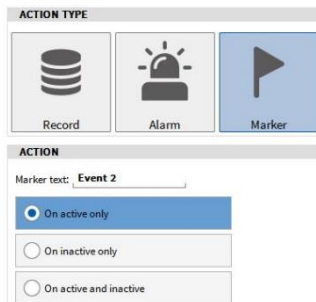 ACTION TYPE
Record Alarm Marker
ACTION
Marker text: Event 2
On active only
On inactive only
On active and inactive